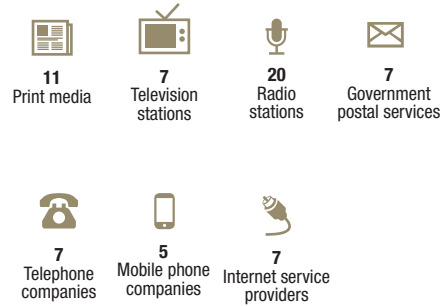 11
Print media
7
Television
stations
20
Radio
stations
7
Government
postal services
7
Telephone
companies
5
Mobile phone
companies
7
Internet service
providers